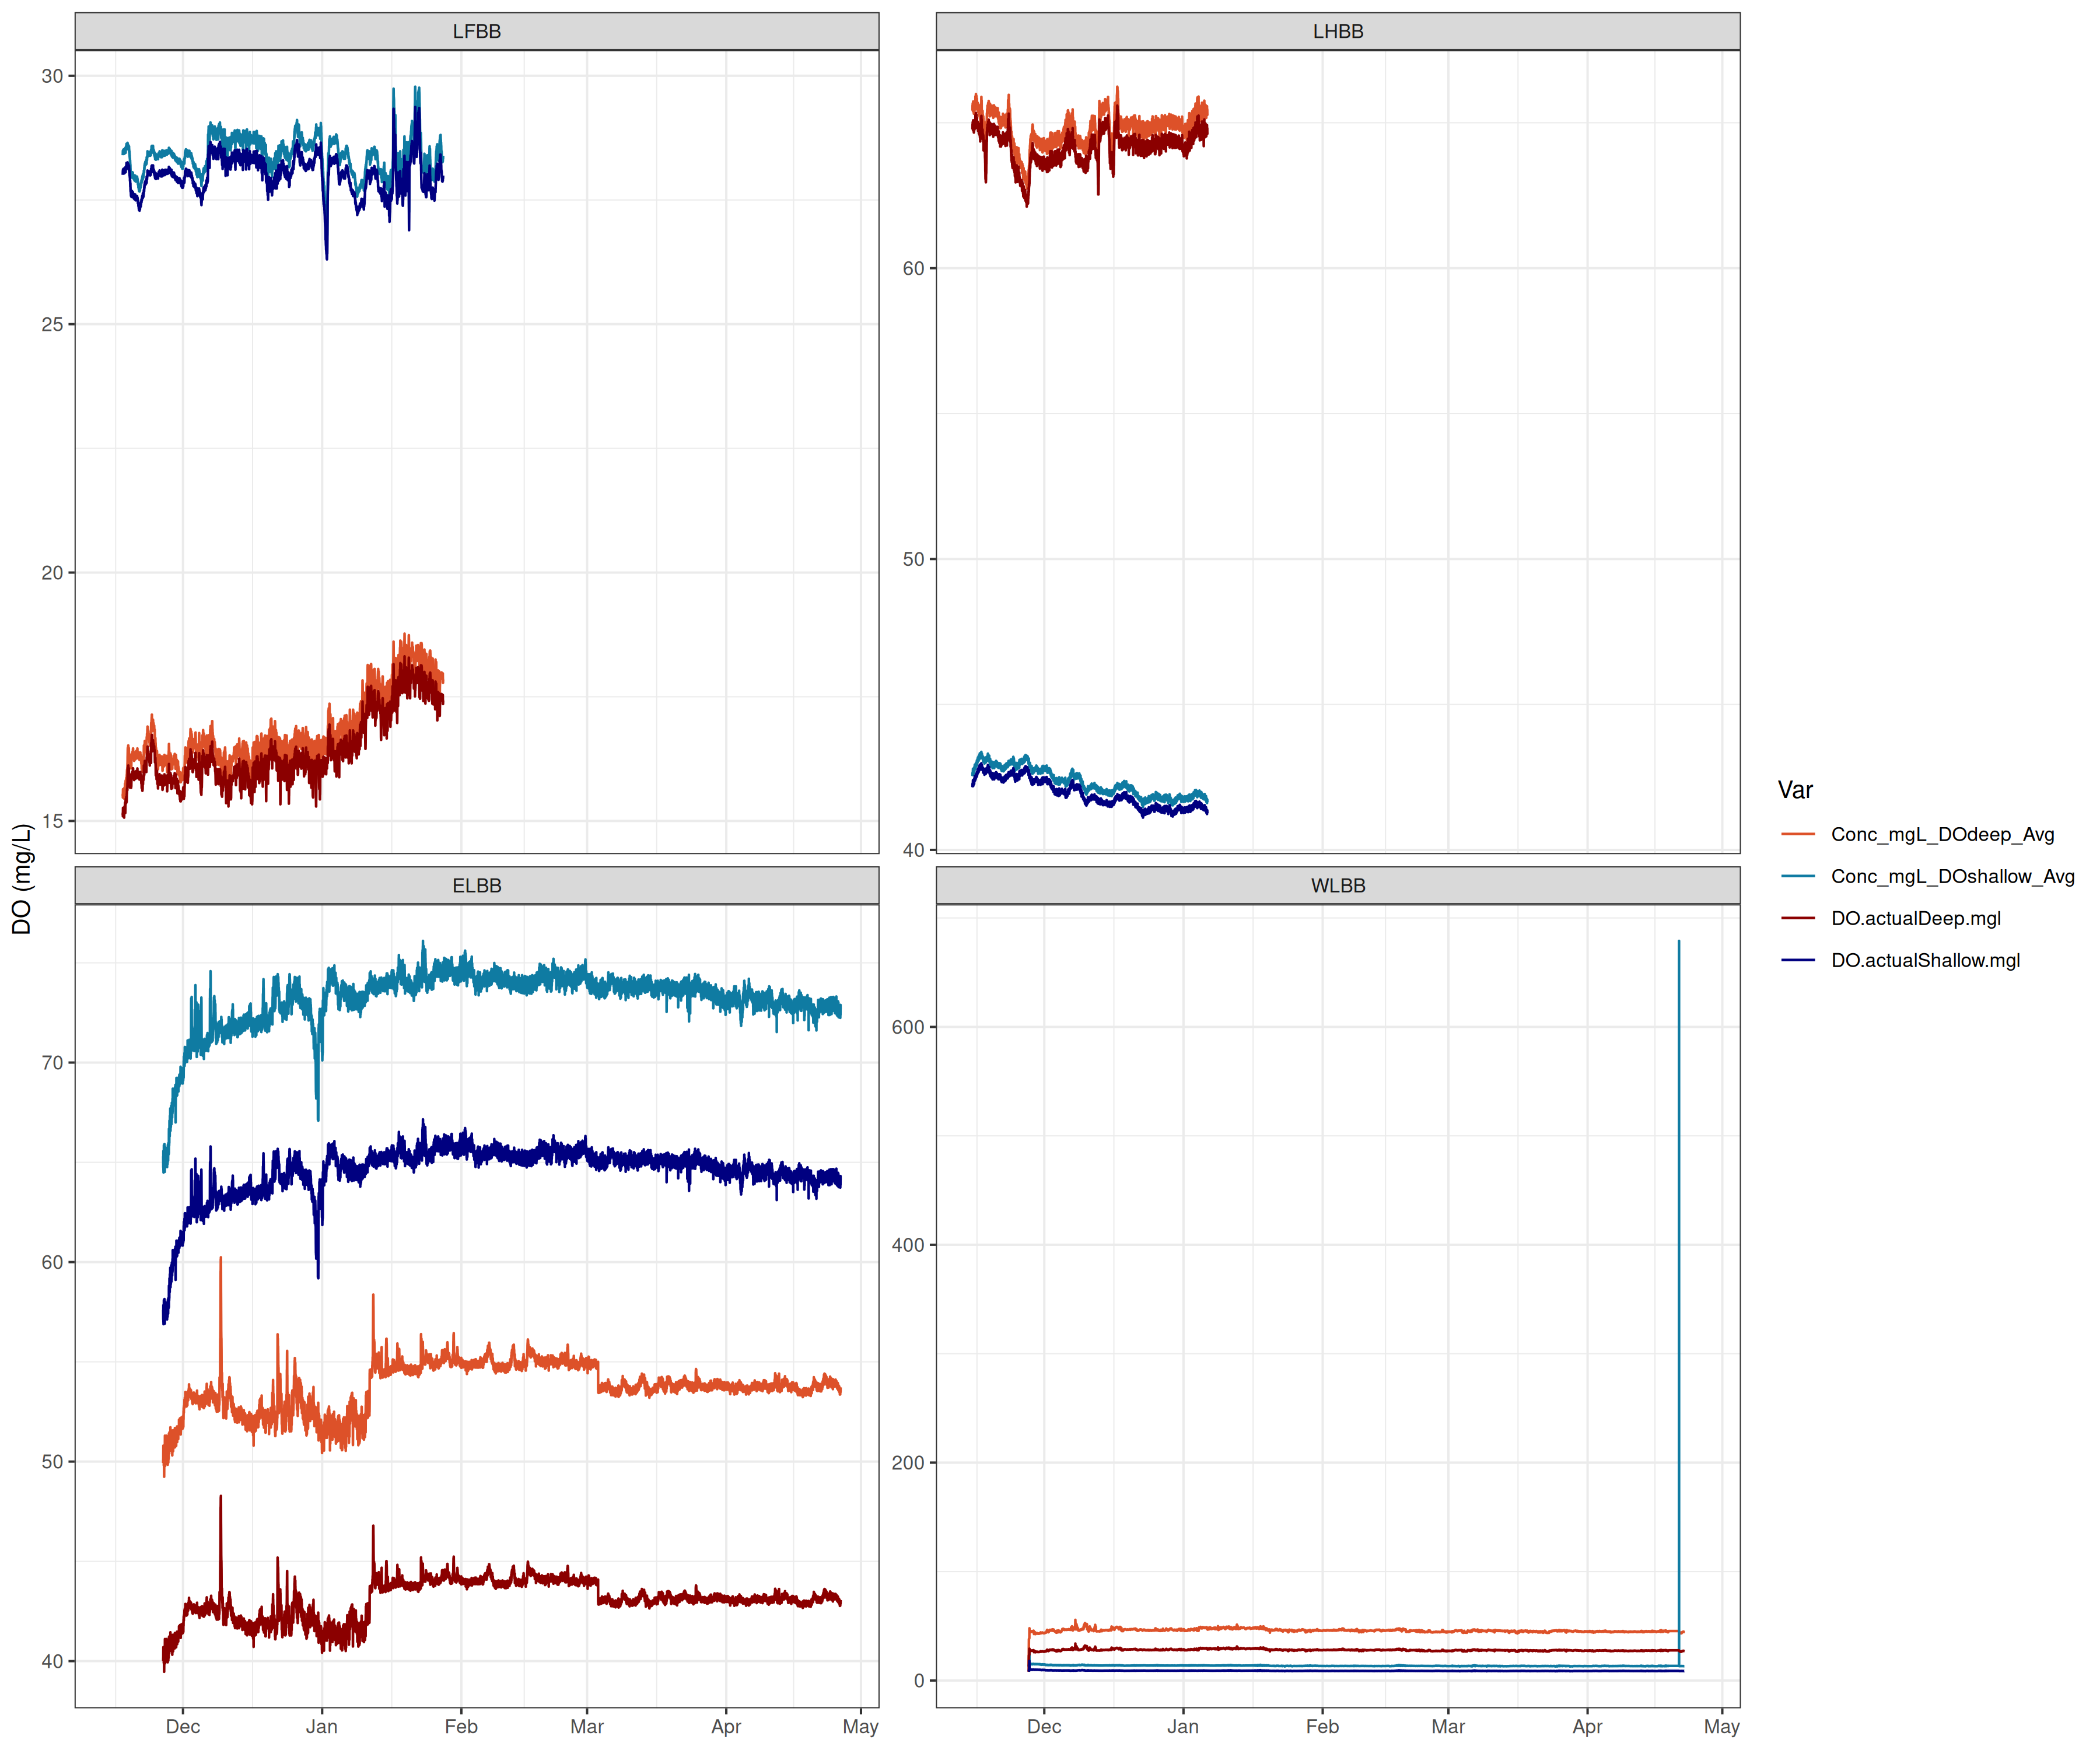 LFBB
LHBB
30
25
20
15
60
50
40
DO (mg/L)
ELBB
WLBB
70
60
50
40
600
400
200
0
Dec Jan Feb Mar Apr May
Dec Jan Feb Mar Apr May
Var
Conc_mgL_DOdeep_Avg
Conc_mgL_DOshallow_Avg
DO.actualDeep.mgl
DO.actualShallow.mgl